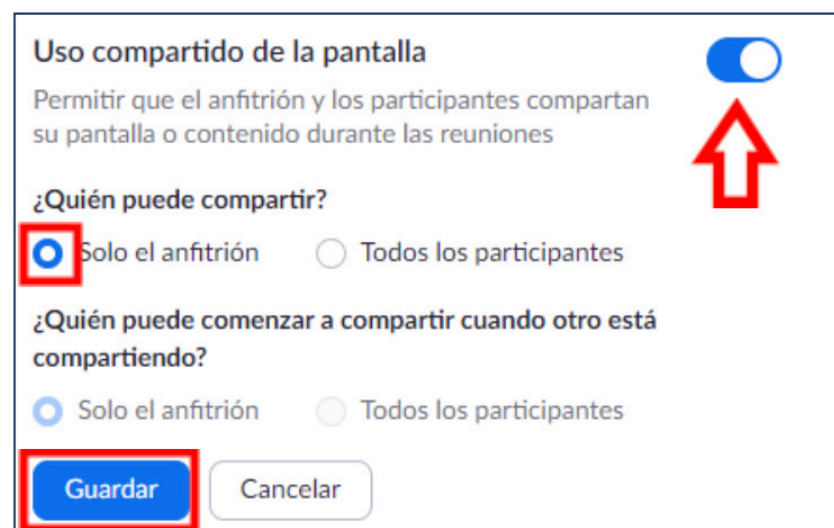 Uso compartido de la pantalla
Permitir que el anfitrión y los participantes compartan
su pantalla o contenido durante las reuniones
¿Quién puede compartir?
Solo el anfitrión Todos los participantes
¿Quién puede comenzar a compartir cuando otro está
compartiendo?
Solo el anfitrión Todos los participantes
Guardar Cancelar